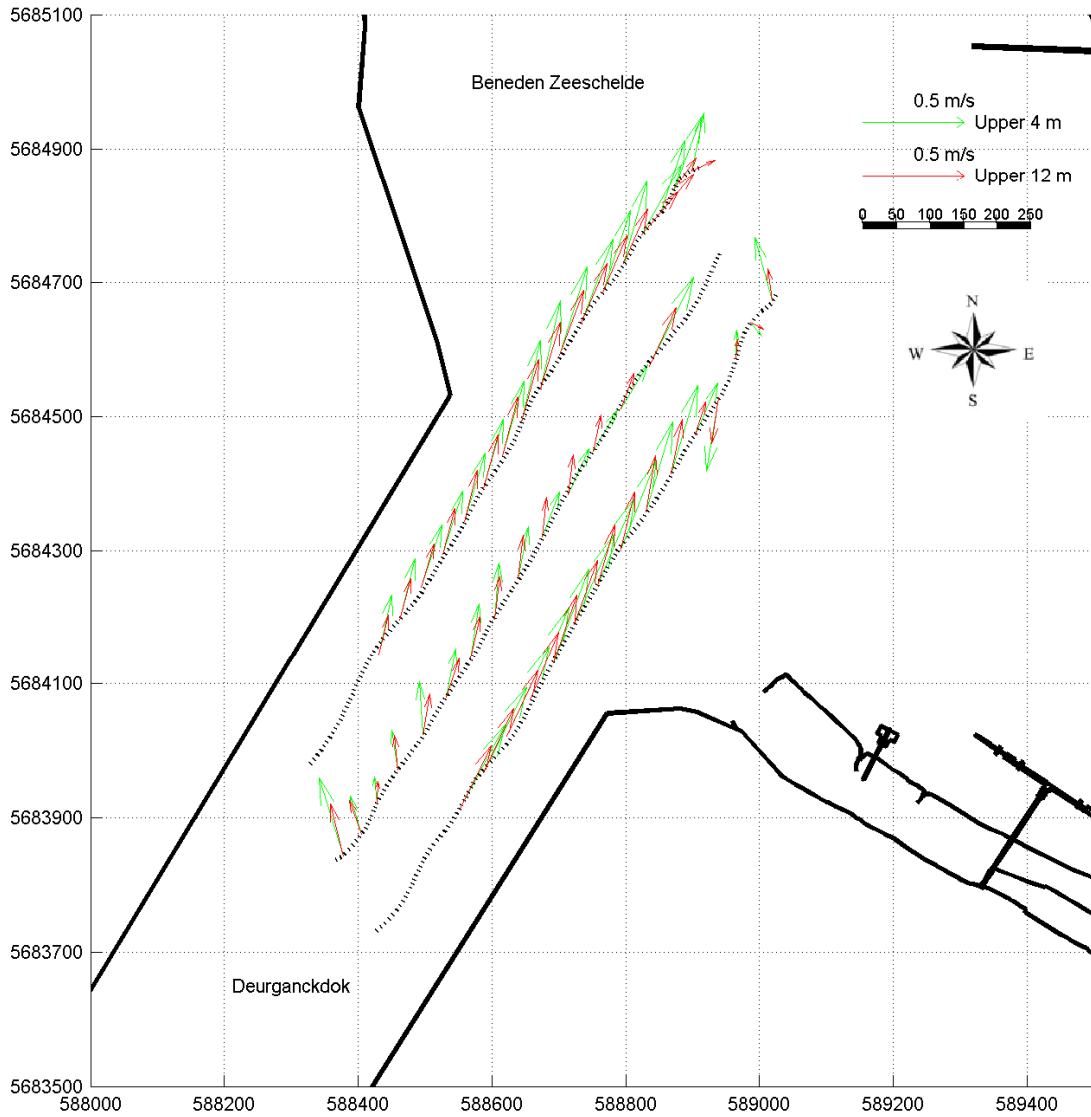 5685100
Beneden Zeeschelde
0.5 m/s
Upper 4 m
5684900
0.5 m/s
Upper 12 m
0 50 100 150 200 250
5684700
N
W E
S
5684500
5684300
5684100
5683900
5683700
Deurganckdok
5683500
588000 588200 588400 588600 588800 589000 589200 589400